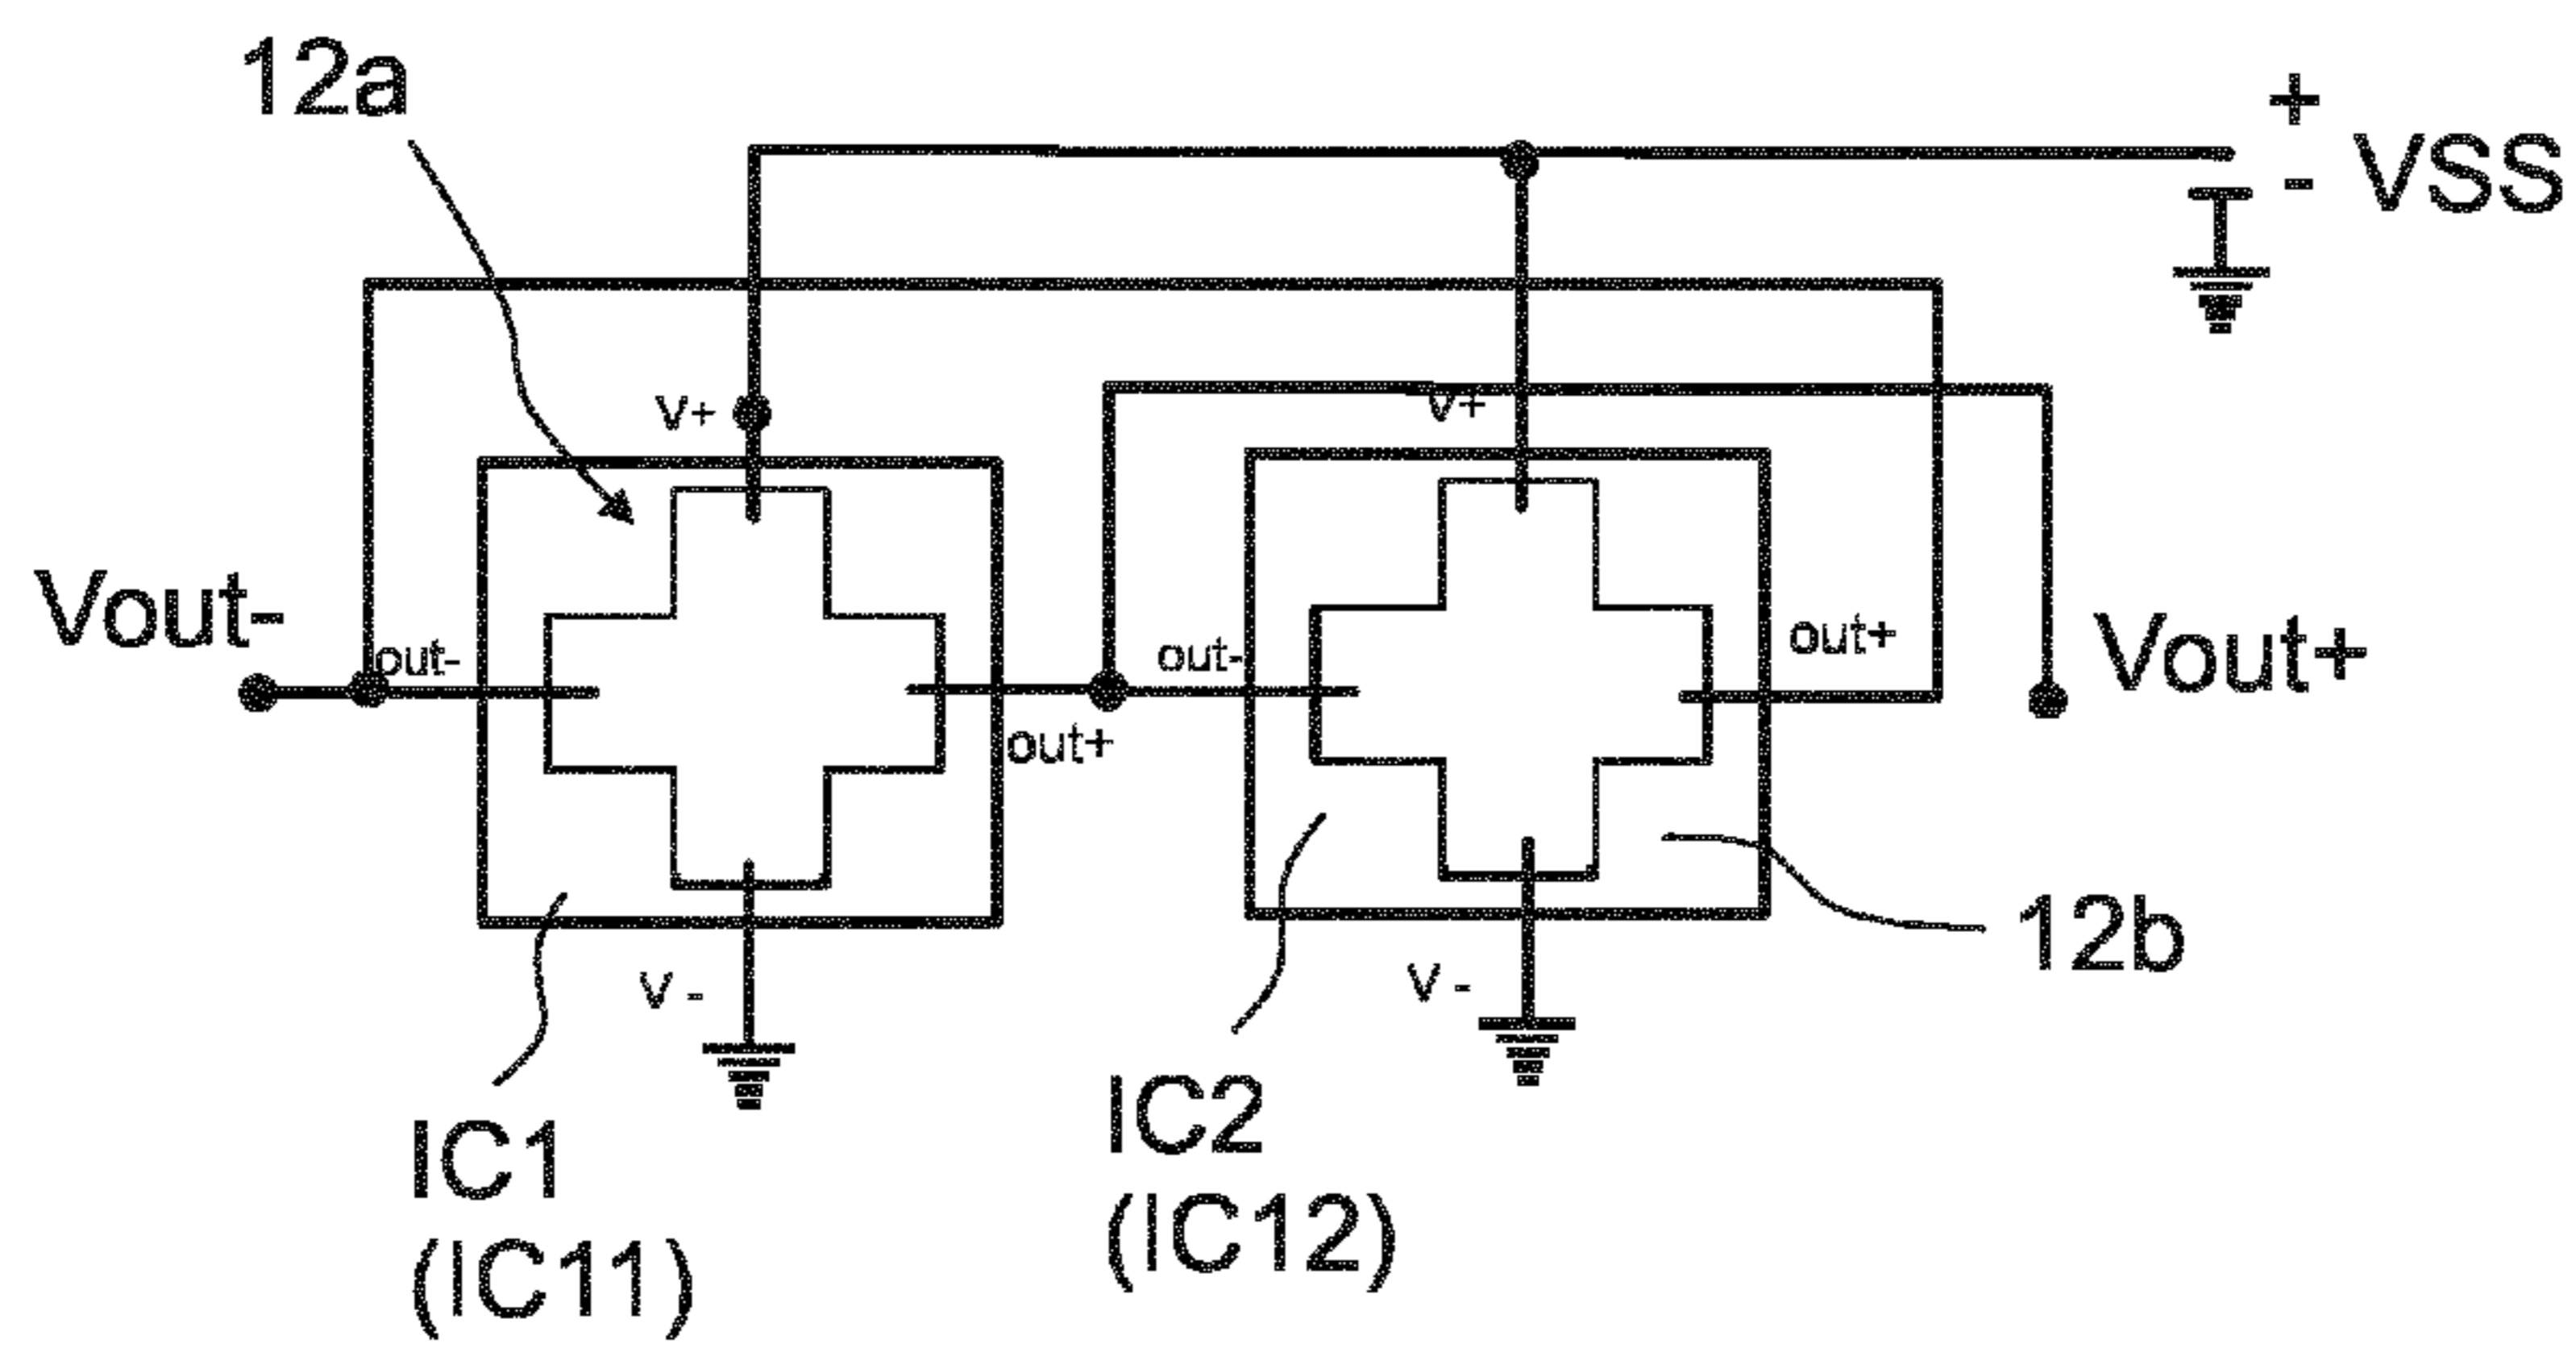 12a
+
- VSS
v+
v+
Vout-
out-
out-
out+
Vout+
out+
12b
v -
v -
IC1
(IC11)
IC2
(IC12)